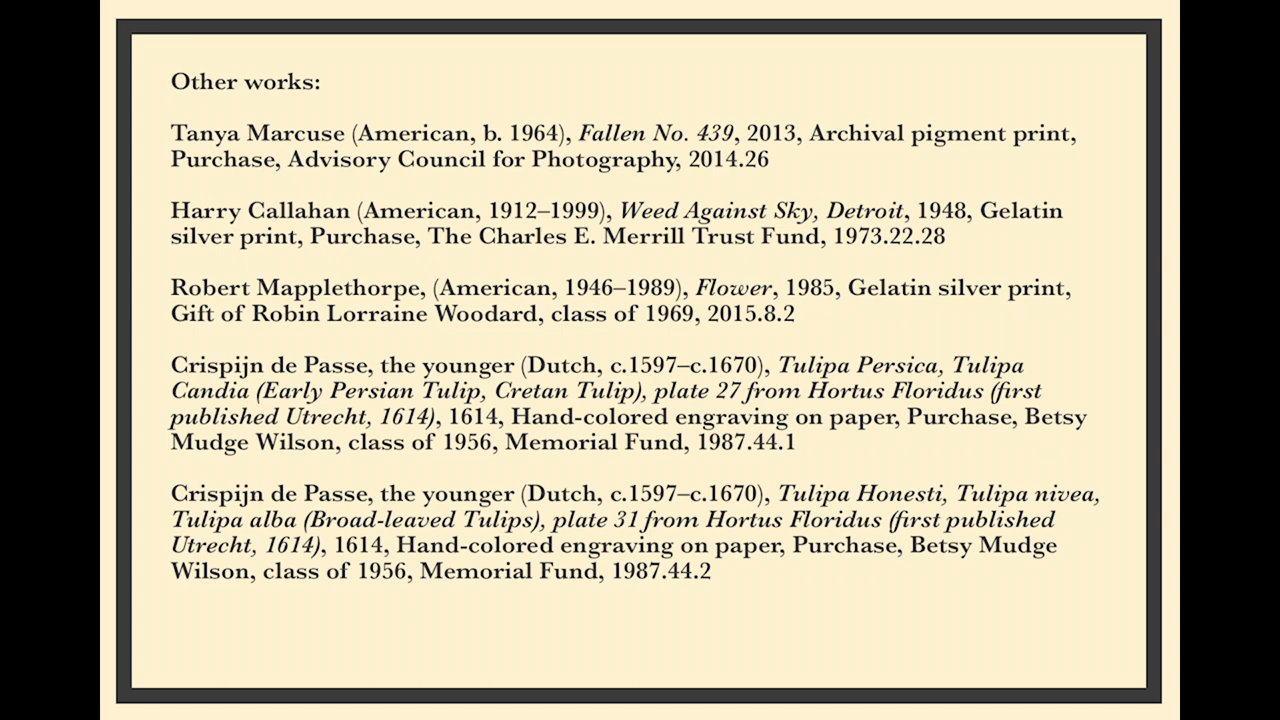 Other works:
Tanya Marcuse (American, b. 1964), Fallen No. 439, 2013, Archival pigment print,
Purchase, Advisory Council for Photography, 2014.26
Harry Callahan (American, 1912–1999), Weed Against Sky, Detroit, 1948, Gelatin
silver print, Purchase, The Charles E. Merrill Trust Fund, 1973.22.28
Robert Mapplethorpe, (American, 1946–1989), Flower, 1985, Gelatin silver print,
Gift of Robin Lorraine Woodard, class of 1969, 2015.8.2
Crispijn de Passe, the younger (Dutch, c.1597–c.1670), Tulipa Persica, Tulipa
Candia (Early Persian Tulip, Cretan Tulip), plate 27 from Hortus Floridus (first
published Utrecht, 1614), 1614, Hand-colored engraving on paper, Purchase, Betsy
Mudge Wilson, class of 1956, Memorial Fund, 1987.44.1
Crispijn de Passe, the younger (Dutch, c.1597–c.1670), Tulipa Honesti, Tulipa nivea,
Tulipa alba (Broad-leaved Tulips), plate 31 from Hortus Floridus (first published
Utrecht, 1614), 1614, Hand-colored engraving on paper, Purchase, Betsy Mudge
Wilson, class of 1956, Memorial Fund, 1987.44.2